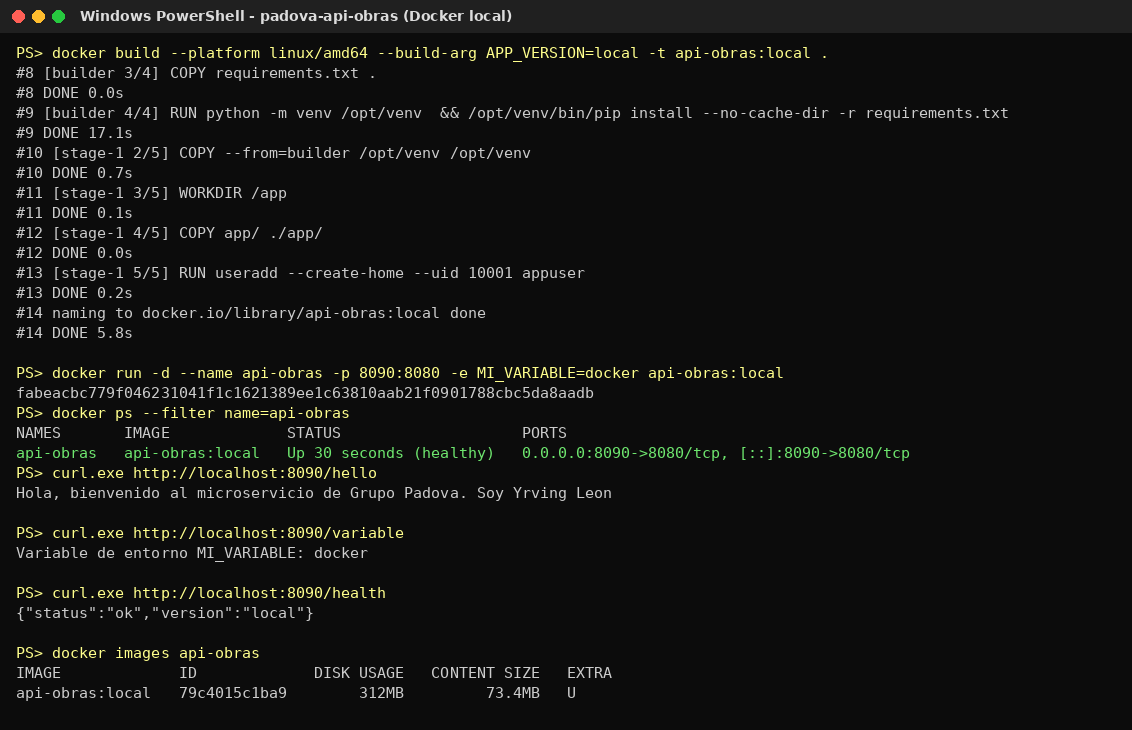 Windows PowerShell - padova-api-obras (Docker local)
PS> docker build --platform linux/amd64 --build-arg APP_VERSION=local -t api-obras:local .
#8 [builder 3/4] COPY requirements.txt .
#8 DONE 0.0s
#9 [builder 4/4] RUN python -m venv /opt/venv  && /opt/venv/bin/pip install --no-cache-dir -r requirements.txt
#9 DONE 17.1s
#10 [stage-1 2/5] COPY --from=builder /opt/venv /opt/venv
#10 DONE 0.7s
#11 [stage-1 3/5] WORKDIR /app
#11 DONE 0.1s
#12 [stage-1 4/5] COPY app/ ./app/
#12 DONE 0.0s
#13 [stage-1 5/5] RUN useradd --create-home --uid 10001 appuser
#13 DONE 0.2s
#14 naming to docker.io/library/api-obras:local done
#14 DONE 5.8s
PS> docker run -d --name api-obras -p 8090:8080 -e MI_VARIABLE=docker api-obras:local
fabeacbc779f046231041f1c1621389ee1c63810aab21f0901788cbc5da8aadb
PS> docker ps --filter name=api-obras
NAMES       IMAGE             STATUS                    PORTS
api-obras   api-obras:local   Up 30 seconds (healthy)   0.0.0.0:8090->8080/tcp, [::]:8090->8080/tcp
PS> curl.exe http://localhost:8090/hello
Hola, bienvenido al microservicio de Grupo Padova. Soy Yrving Leon
PS> curl.exe http://localhost:8090/variable
Variable de entorno MI_VARIABLE: docker
PS> curl.exe http://localhost:8090/health
{"status":"ok","version":"local"}
PS> docker images api-obras
IMAGE             ID             DISK USAGE   CONTENT SIZE   EXTRA
api-obras:local   79c4015c1ba9        312MB         73.4MB   U